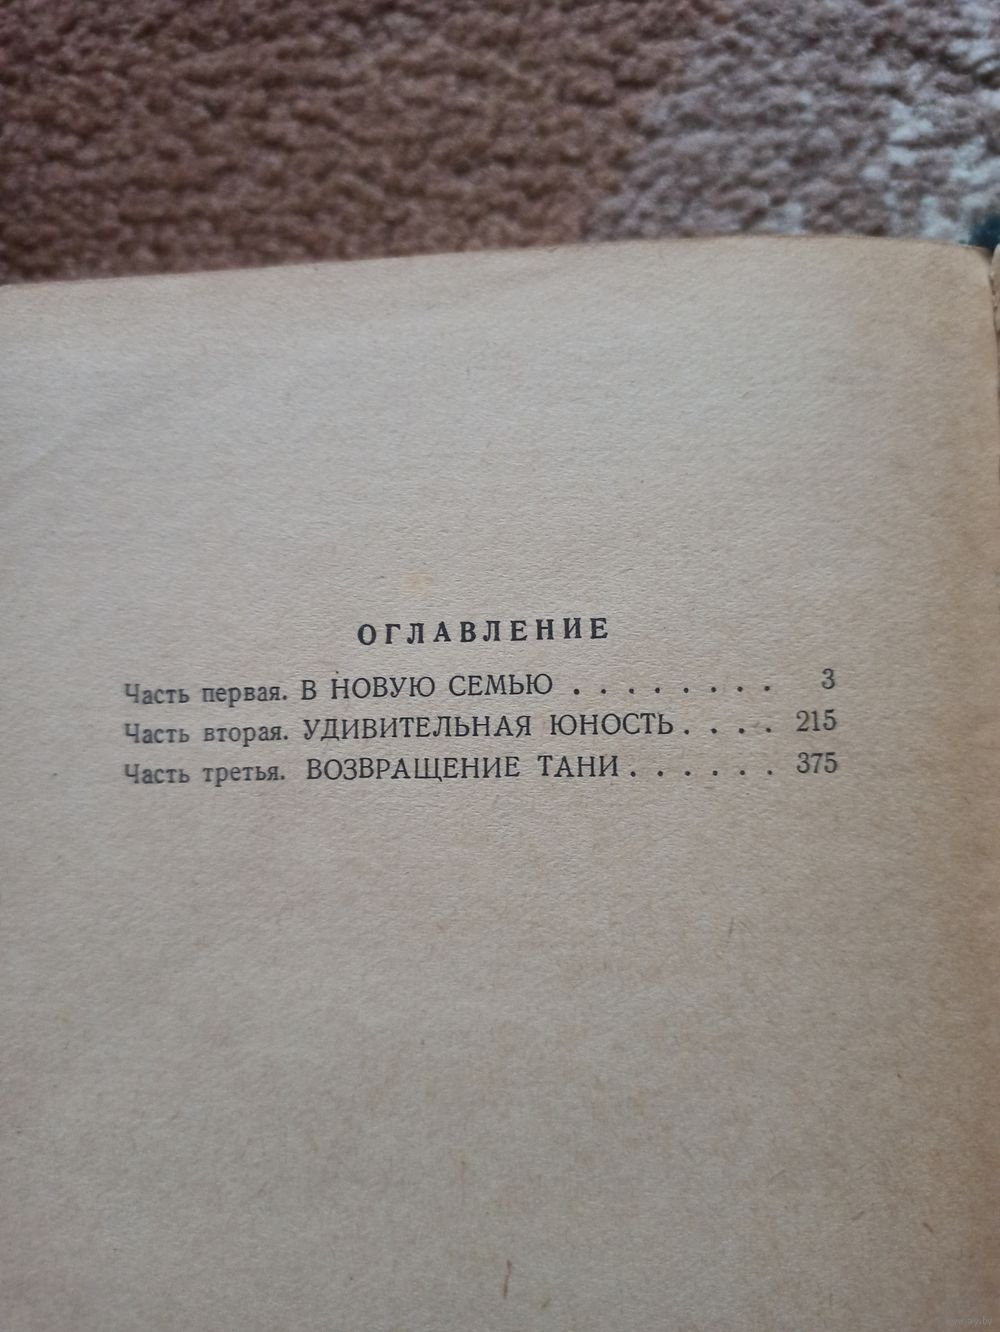 ОГЛАВЛЕНИЕ
Часть первая. В НОВУЮ СЕМЬЮ . . . . . . . . 3
Часть вторая. УДИВИТЕЛЬНАЯ ЮНОСТЬ . . . . 215
Часть третья. ВОЗВРАЩЕНИЕ ТАНИ . . . . . . 375